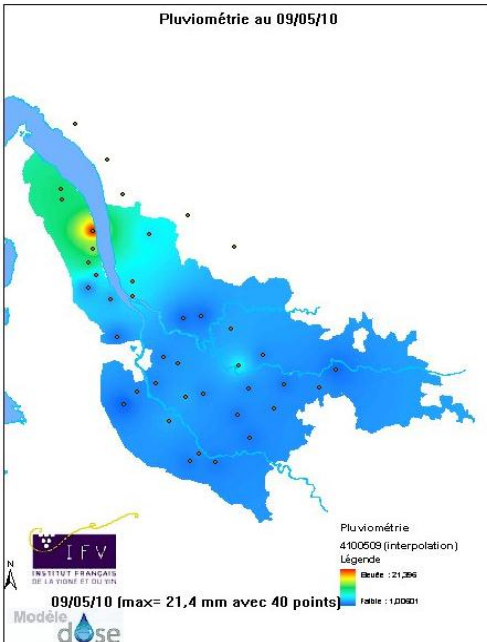 Pluviométrie au 09/05/10
Pluviométrie
4100509 (interpolation)
Légende
Elevée : 21,396
Faible : 1,00601
N
IFV
INSTITUT FRANÇAIS
DE LA VIGNE ET DU VIN
09/05/10 (max= 21,4 mm avec 40 points)
Modèle
dose